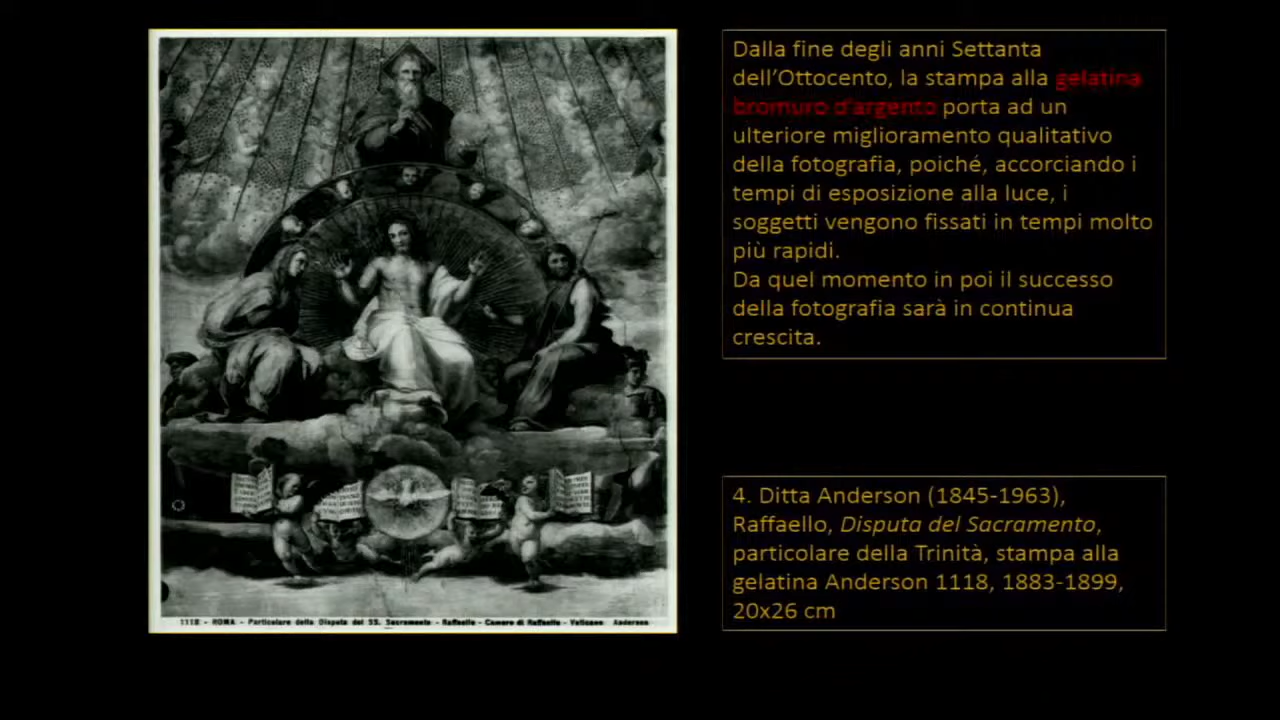 Dalla fine degli anni Settanta
dell'Ottocento, la stampa alla gelatina
bromuro d'argento porta ad un
ulteriore miglioramento qualitativo
della fotografia, poiché, accorciando i
tempi di esposizione alla luce, i
soggetti vengono fissati in tempi molto
più rapidi.
Da quel momento in poi il successo
della fotografia sarà in continua
crescita.
4. Ditta Anderson (1845-1963),
Raffaello, Disputa del Sacramento,
particolare della Trinità, stampa alla
gelatina Anderson 1118, 1883-1899,
20x26 cm
1118 - ROMA - Particolare della Disputa del SS. Sacramento - Raffaello - Camere di Raffaello - Vaticano Anderson